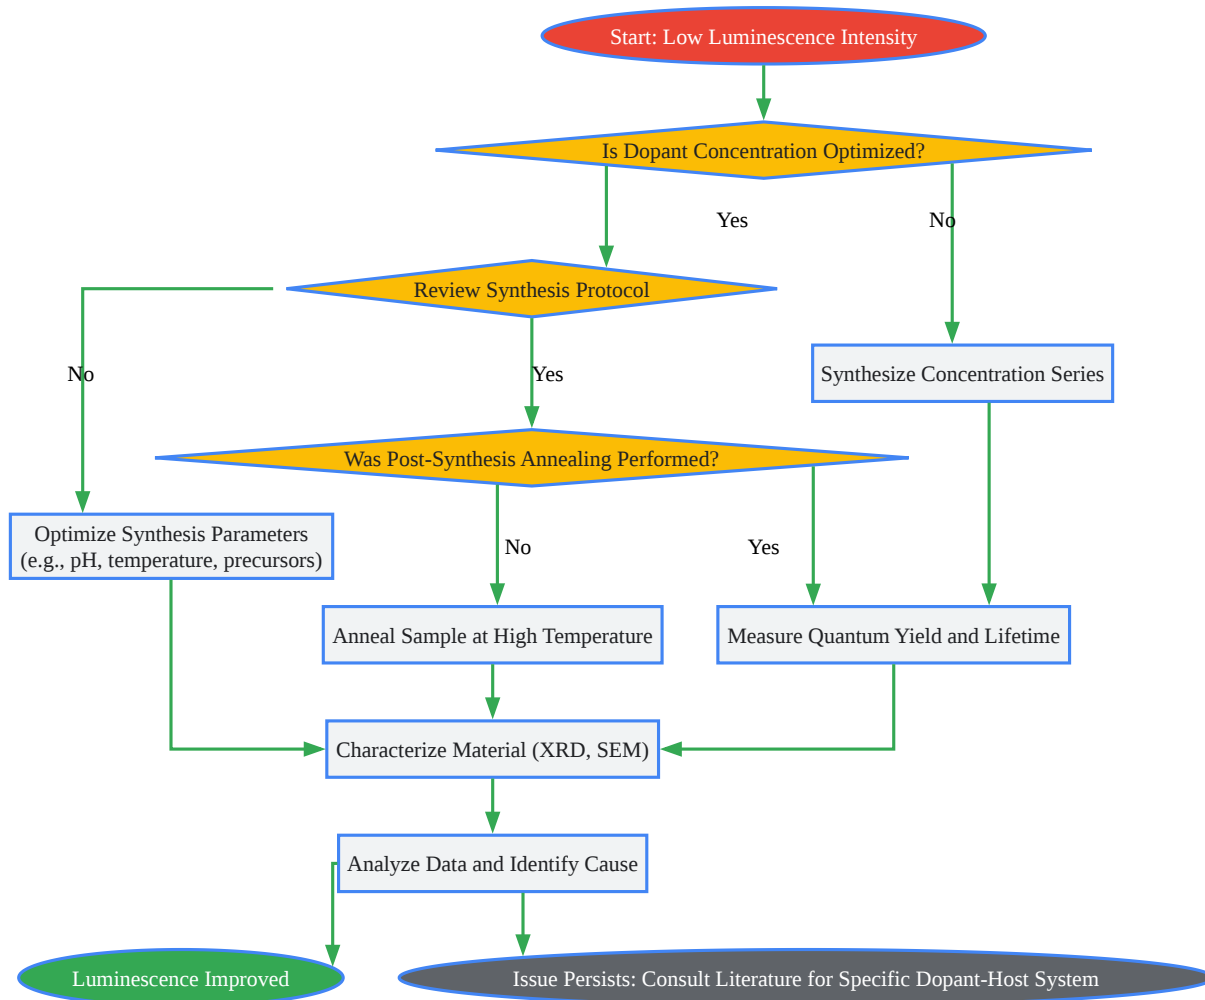 Start: Low Luminescence Intensity
Is Dopant Concentration Optimized?
Yes
No
Review Synthesis Protocol
No
Yes
Synthesize Concentration Series
Was Post-Synthesis Annealing Performed?
Optimize Synthesis Parameters
(e.g., pH, temperature, precursors)
No
Yes
Anneal Sample at High Temperature
Measure Quantum Yield and Lifetime
Characterize Material (XRD, SEM)
Analyze Data and Identify Cause
Luminescence Improved
Issue Persists: Consult Literature for Specific Dopant-Host System